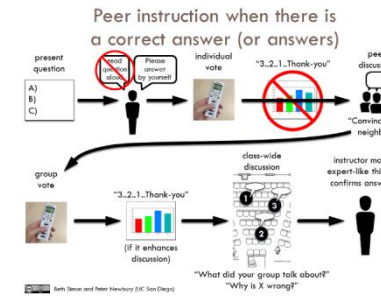 Peer instruction when there is
a correct answer (or answers)
present
question
A)
B)
C)
read
question
aloud
Please
answer
by yourself
individual
vote
"3..2..1..Thank-you"
peer
"Convinc
neighb
group
vote
"3..2..1..Thank-you"
(if it enhances
discussion)
class-wide
discussion
1
3
2
"What did your group talk about?"
"Why is X wrong?"
instructor mo
expert-like thi
confirms answ
Beth Simon and Peter Newbury (UC San Diego)